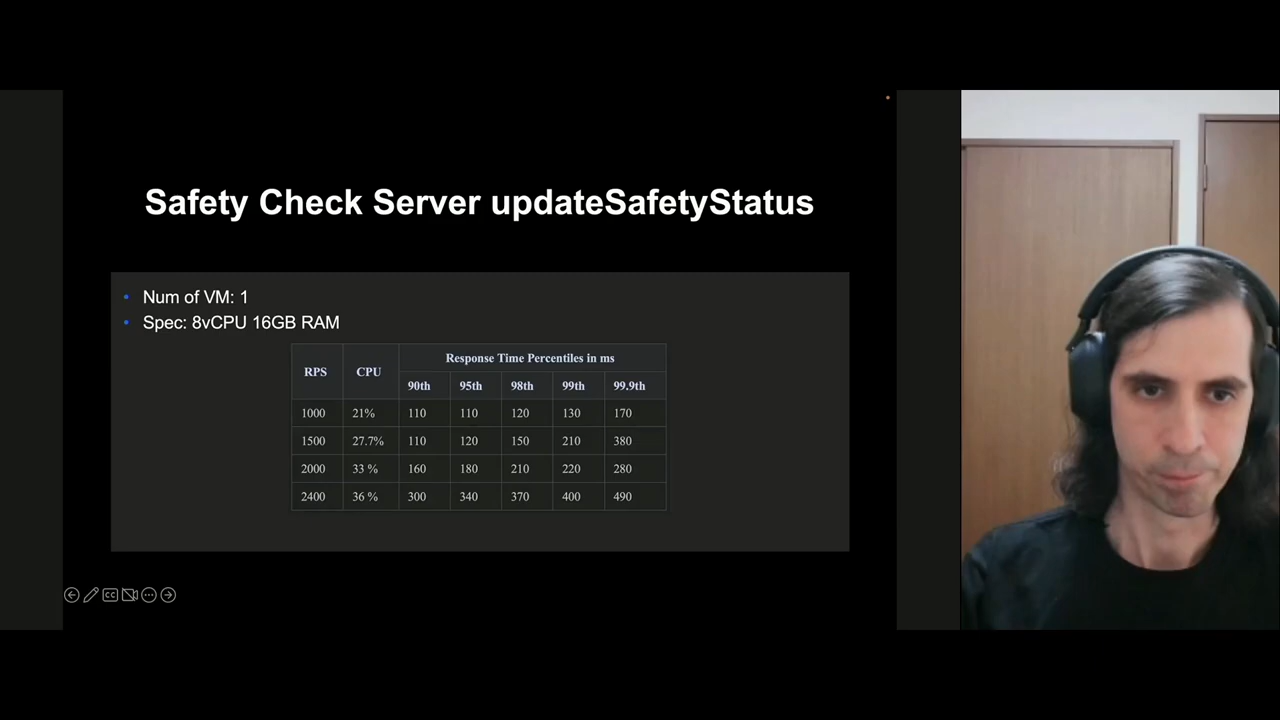 Safety Check Server updateSafetyStatus
• Num of VM: 1
• Spec: 8vCPU 16GB RAM
RPS CPU Response Time Percentiles in ms
90th 95th 98th 99th 99.9th
1000 21% 110 110 120 130 170
1500 27.7% 110 120 150 210 380
2000 33 % 160 180 210 220 280
2400 36 % 300 340 370 400 490
CC